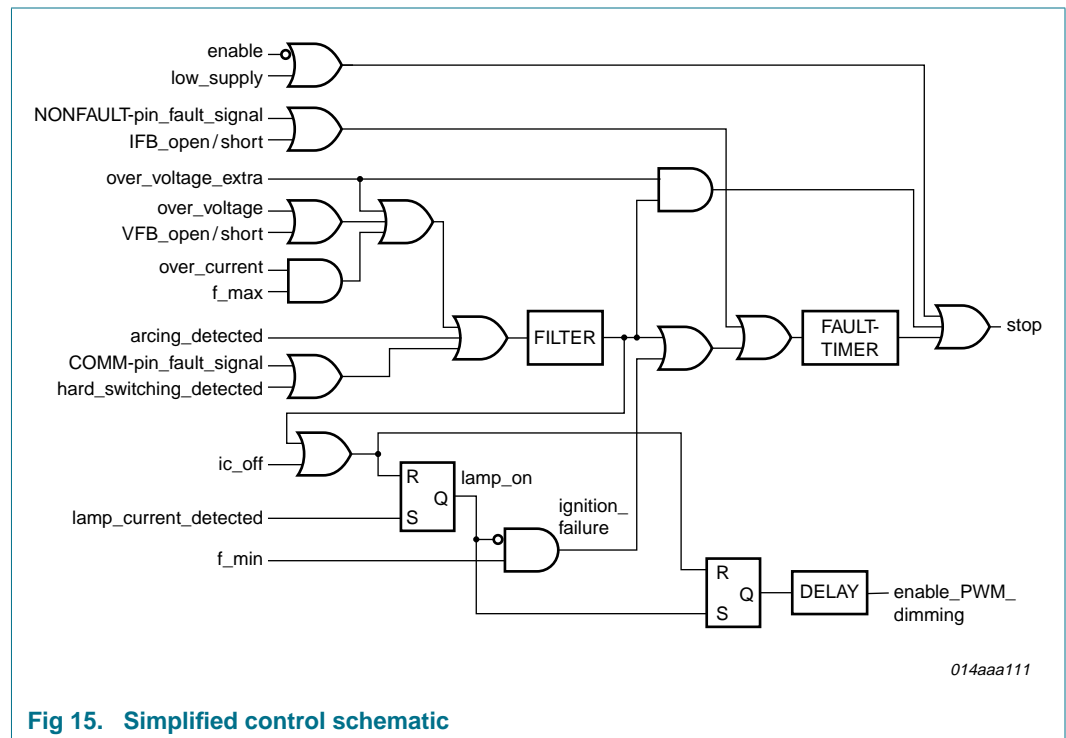 enable
low_supply
NONFAULT-pin_fault_signal
IFB_open/short
over_voltage_extra
over_voltage
VFB_open/short
over_current
f_max
arcing_detected
COMM-pin_fault_signal
hard_switching_detected
FILTER
FAULT-
TIMER
stop
ic_off
R
Q
S
lamp_on
lamp_current_detected
ignition_
failure
f_min
R
Q
S
DELAY
enable_PWM_
dimming
014aaa111
Fig 15. Simplified control schematic